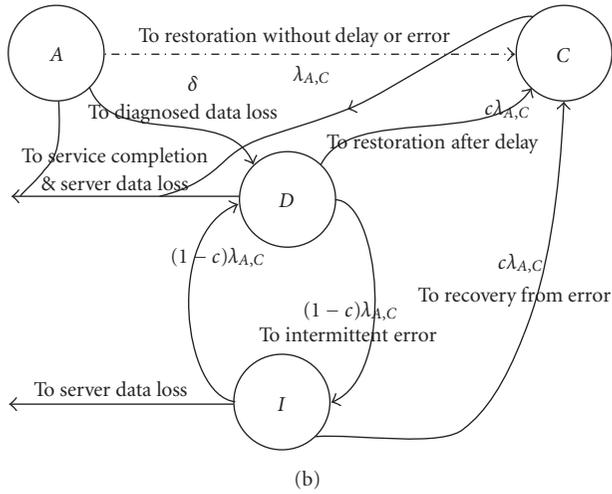 To restoration without delay or error
A
C
λA,C
δ
To diagnosed data loss
cλA,C
To restoration after delay
To service completion
& server data loss
D
(1 − c)λA,C
cλA,C
To recovery from error
(1 − c)λA,C
To intermittent error
To server data loss
I
(b)